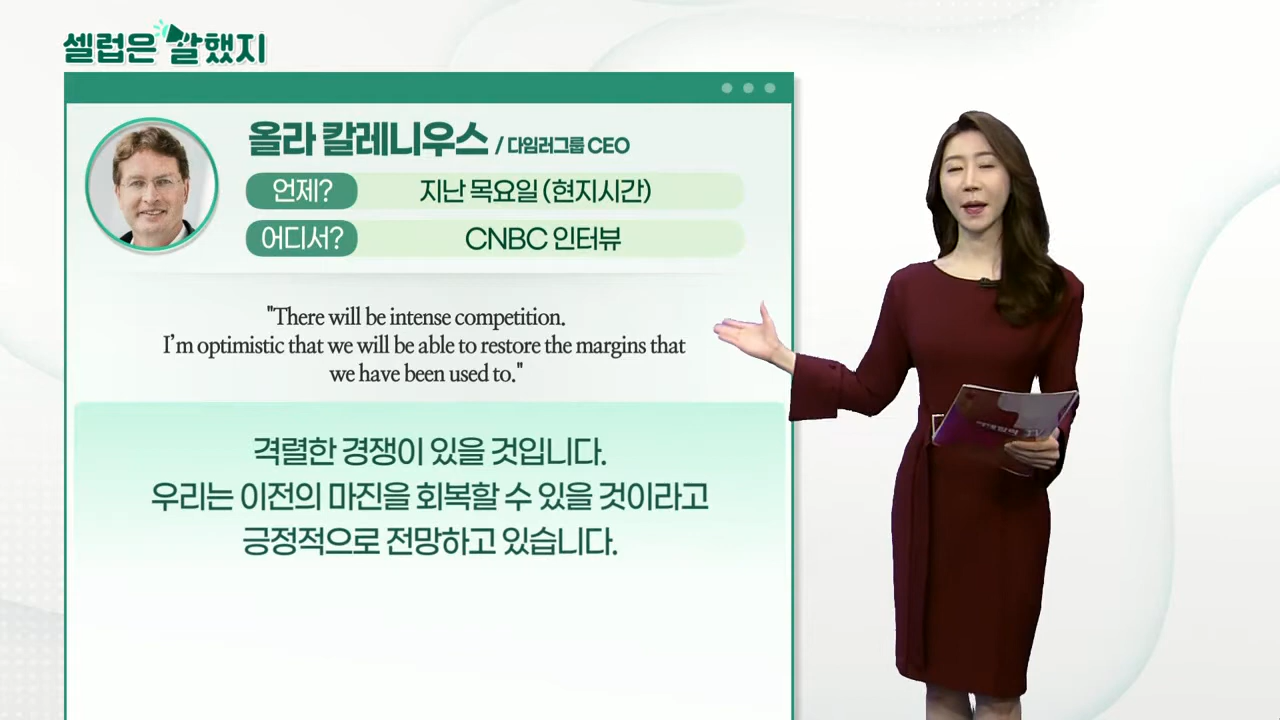 셀럽은 말했지
올라 칼레니우스 / 다임러그룹 CEO
언제? 지난 목요일 (현지시간)
어디서? CNBC 인터뷰
"There will be intense competition.
I'm optimistic that we will be able to restore the margins that
we have been used to."
격렬한 경쟁이 있을 것입니다.
우리는 이전의 마진을 회복할 수 있을 것이라고
긍정적으로 전망하고 있습니다.